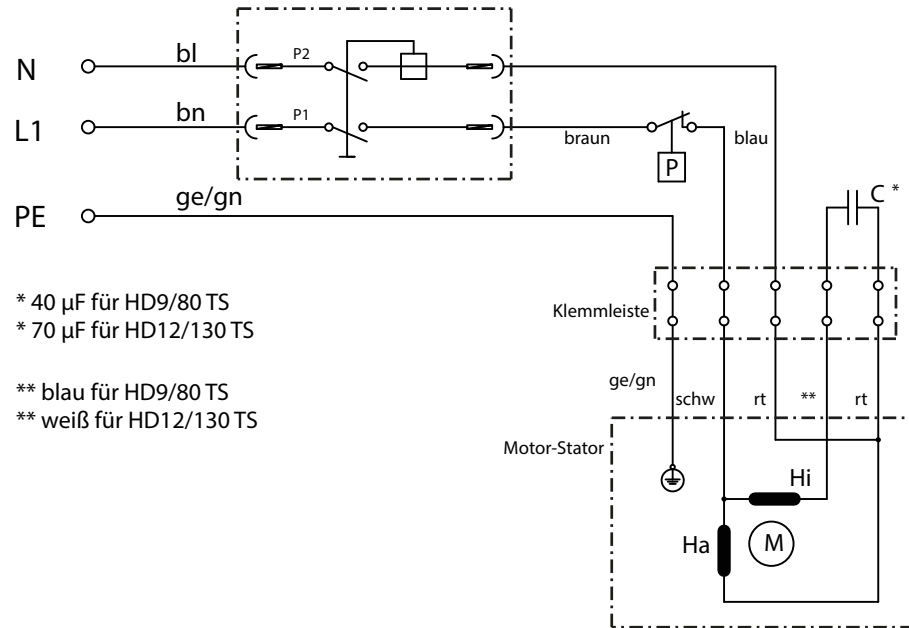 N
bl
P2
L1
bn
P1
braun
P
blau
PE
ge/gn
C *
* 40 µF für HD9/80 TS
* 70 µF für HD12/130 TS
Klemmleiste
** blau für HD9/80 TS
** weiß für HD12/130 TS
ge/gn
schw
rt
**
rt
Motor-Stator
Hi
Ha
M